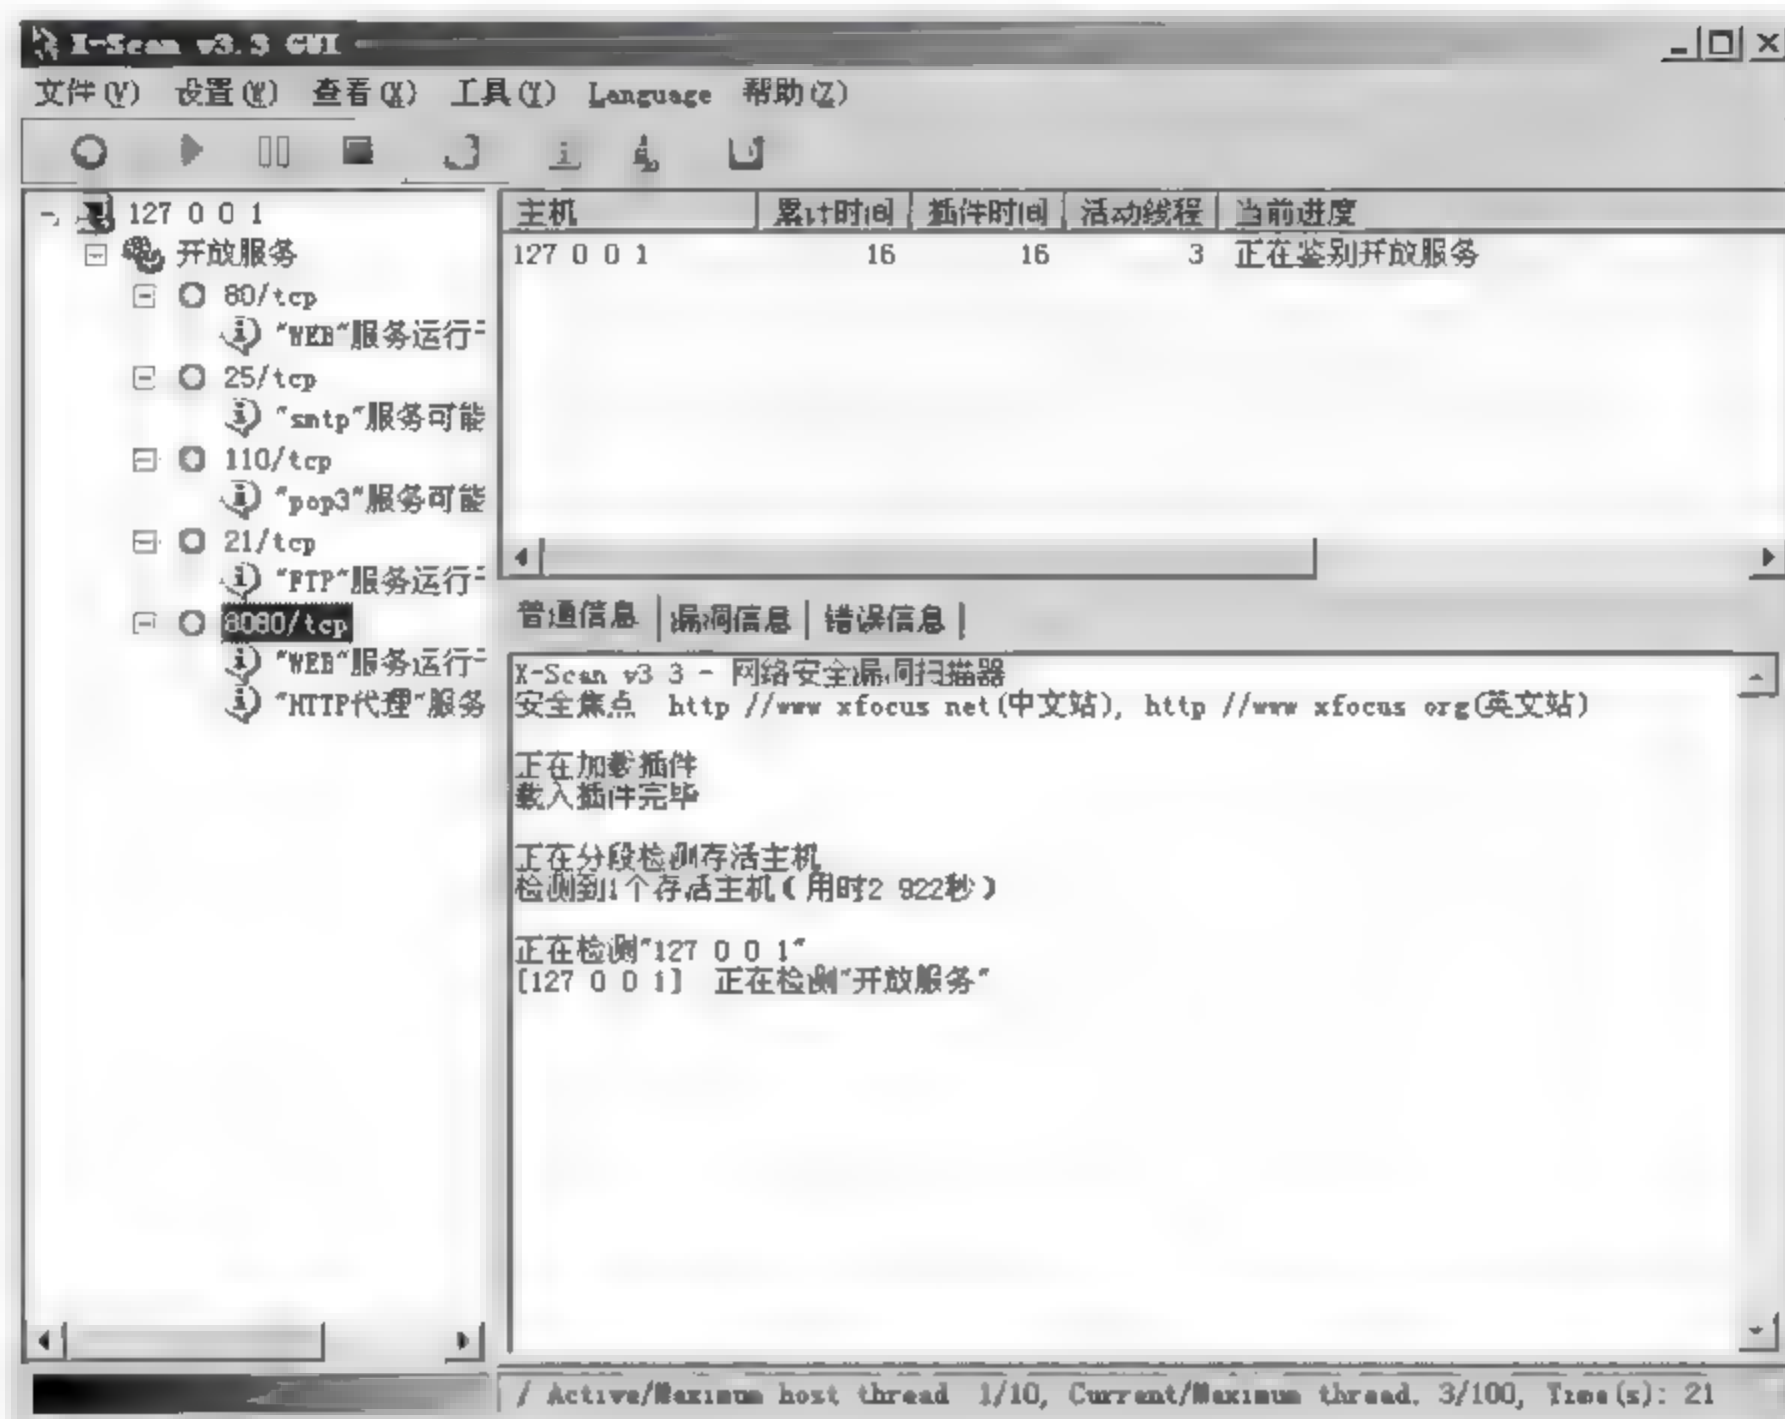 X-Scan v3.3 GUI
文件(V) 设置(W) 查看(X) 工具(Y) Language 帮助(Z)
127 0 0 1
开放服务
80/tcp
"WEB"服务运行于
25/tcp
"smtp"服务可能
110/tcp
"pop3"服务可能
21/tcp
"FTP"服务运行于
8080/tcp
"WEB"服务运行于
"HTTP代理"服务
主机 累计时间 插件时间 活动线程 当前进度
127 0 0 1 16 16 3 正在鉴别开放服务
普通信息 漏洞信息 错误信息
X-Scan v3 3 - 网络安全漏洞扫描器
安全焦点 http //www xfocus net(中文站), http //www xfocus org(英文站)
正在加载插件
载入插件完毕
正在分段检测存活主机
检测到1个存活主机(用时2 922秒)
正在检测"127 0 0 1"
[127 0 0 1] 正在检测"开放服务"
/ Active/Maximum host thread 1/10, Current/Maximum thread. 3/100, Time(s): 21